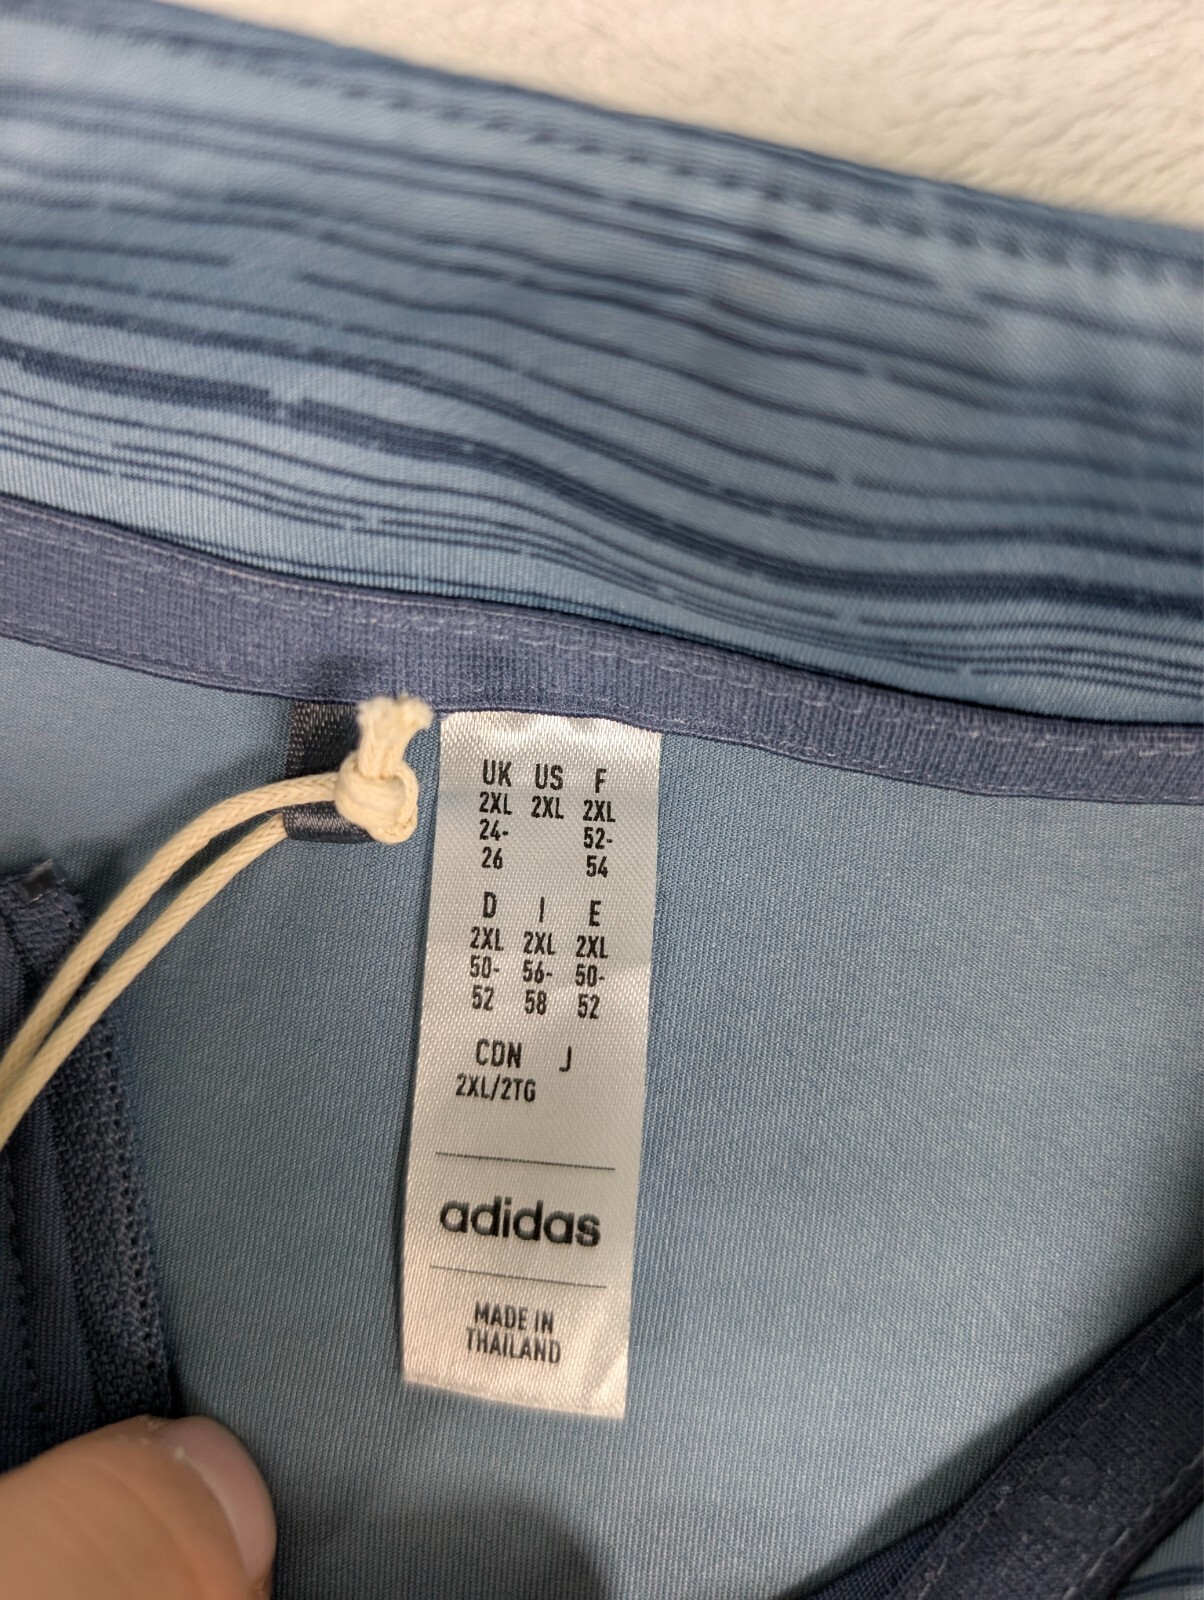 UK US F
2XL 2XL 2XL
24- 52-
26 54
D I E
2XL 2XL 2XL
50- 56- 50-
52 58 52
CDN J
2XL/2TG
adidas
MADE IN
THAILAND